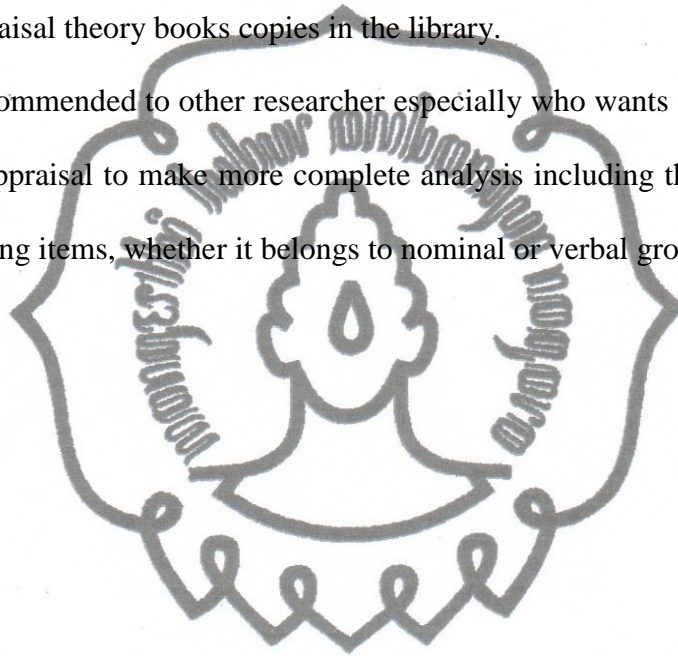 aisal theory books copies in the library.
ommended to other researcher especially who wants
ppraisal to make more complete analysis including th
ng items, whether it belongs to nominal or verbal gro